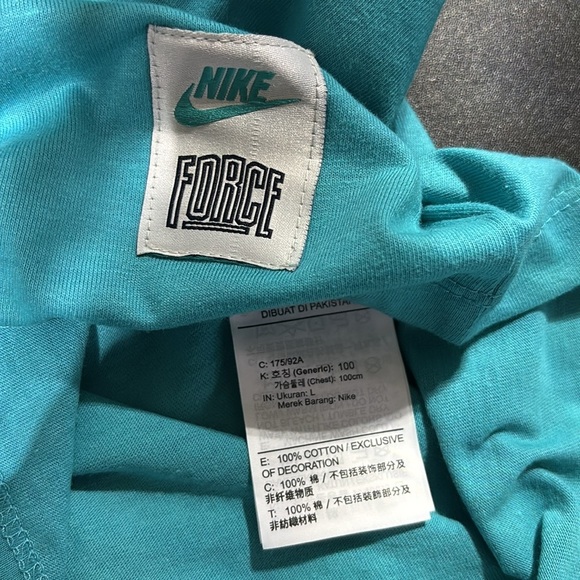 NIKE
FORCE
DIBUAT DI PAKISTAN
C: 175/92A
K: 호칭 (Generic): 100
가슴둘레 (Chest): 100cm
IN: Ukuran: L
Merek Barang: Nike
E: 100% COTTON / EXCLUSIVE
OF DECORATION
C: 100% 棉 / 不包括装饰部分及
非纤维物质
T: 100% 棉 / 不包括裝飾部分及
非紡織材料